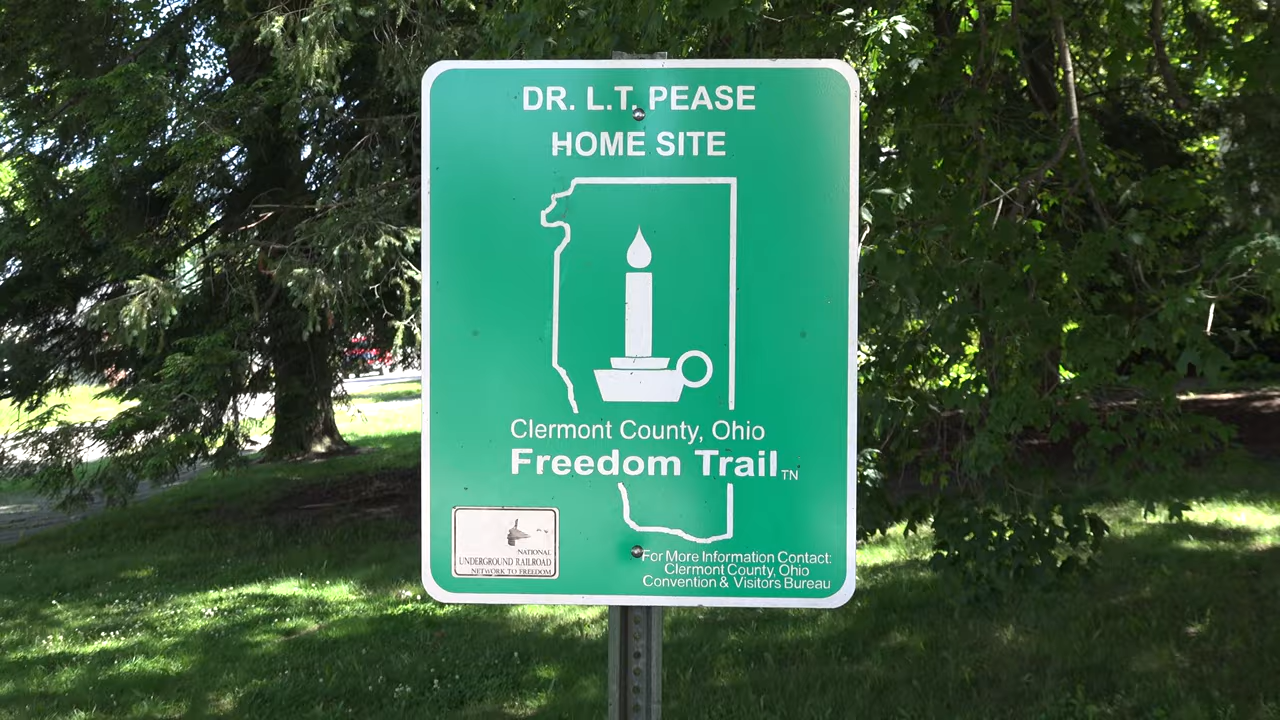 DR. L.T. PEASE
HOME SITE
Clermont County, Ohio
Freedom Trail TN
NATIONAL
UNDERGROUND RAILROAD
NETWORK TO FREEDOM
For More Information Contact:
Clermont County, Ohio
Convention & Visitors Bureau